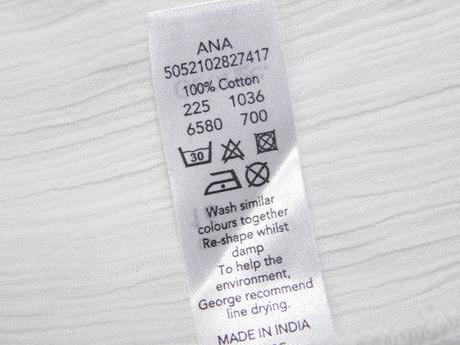 ANA
5052102827417
100% Cotton
225 1036
6580 700
30
Wash similar
colours together
Re-shape whilst
damp
To help the
environment,
George recommend
line drying.
MADE IN INDIA